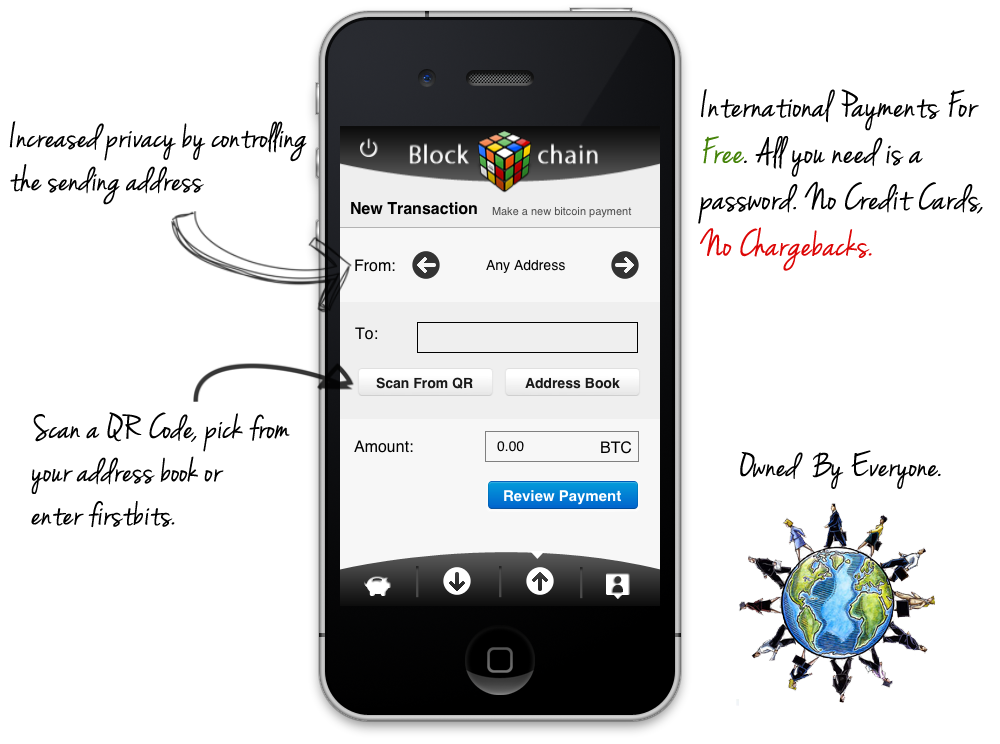 Increased privacy by controlling
the sending address
Scan a QR Code, pick from
your address book or
enter firstbits.
Block chain
New Transaction Make a new bitcoin payment
From: Any Address
To:
Scan From QR Address Book
Amount: 0.00 BTC
Review Payment
International Payments For
Free. All you need is a
password. No Credit Cards,
No Chargebacks.
Owned By Everyone.